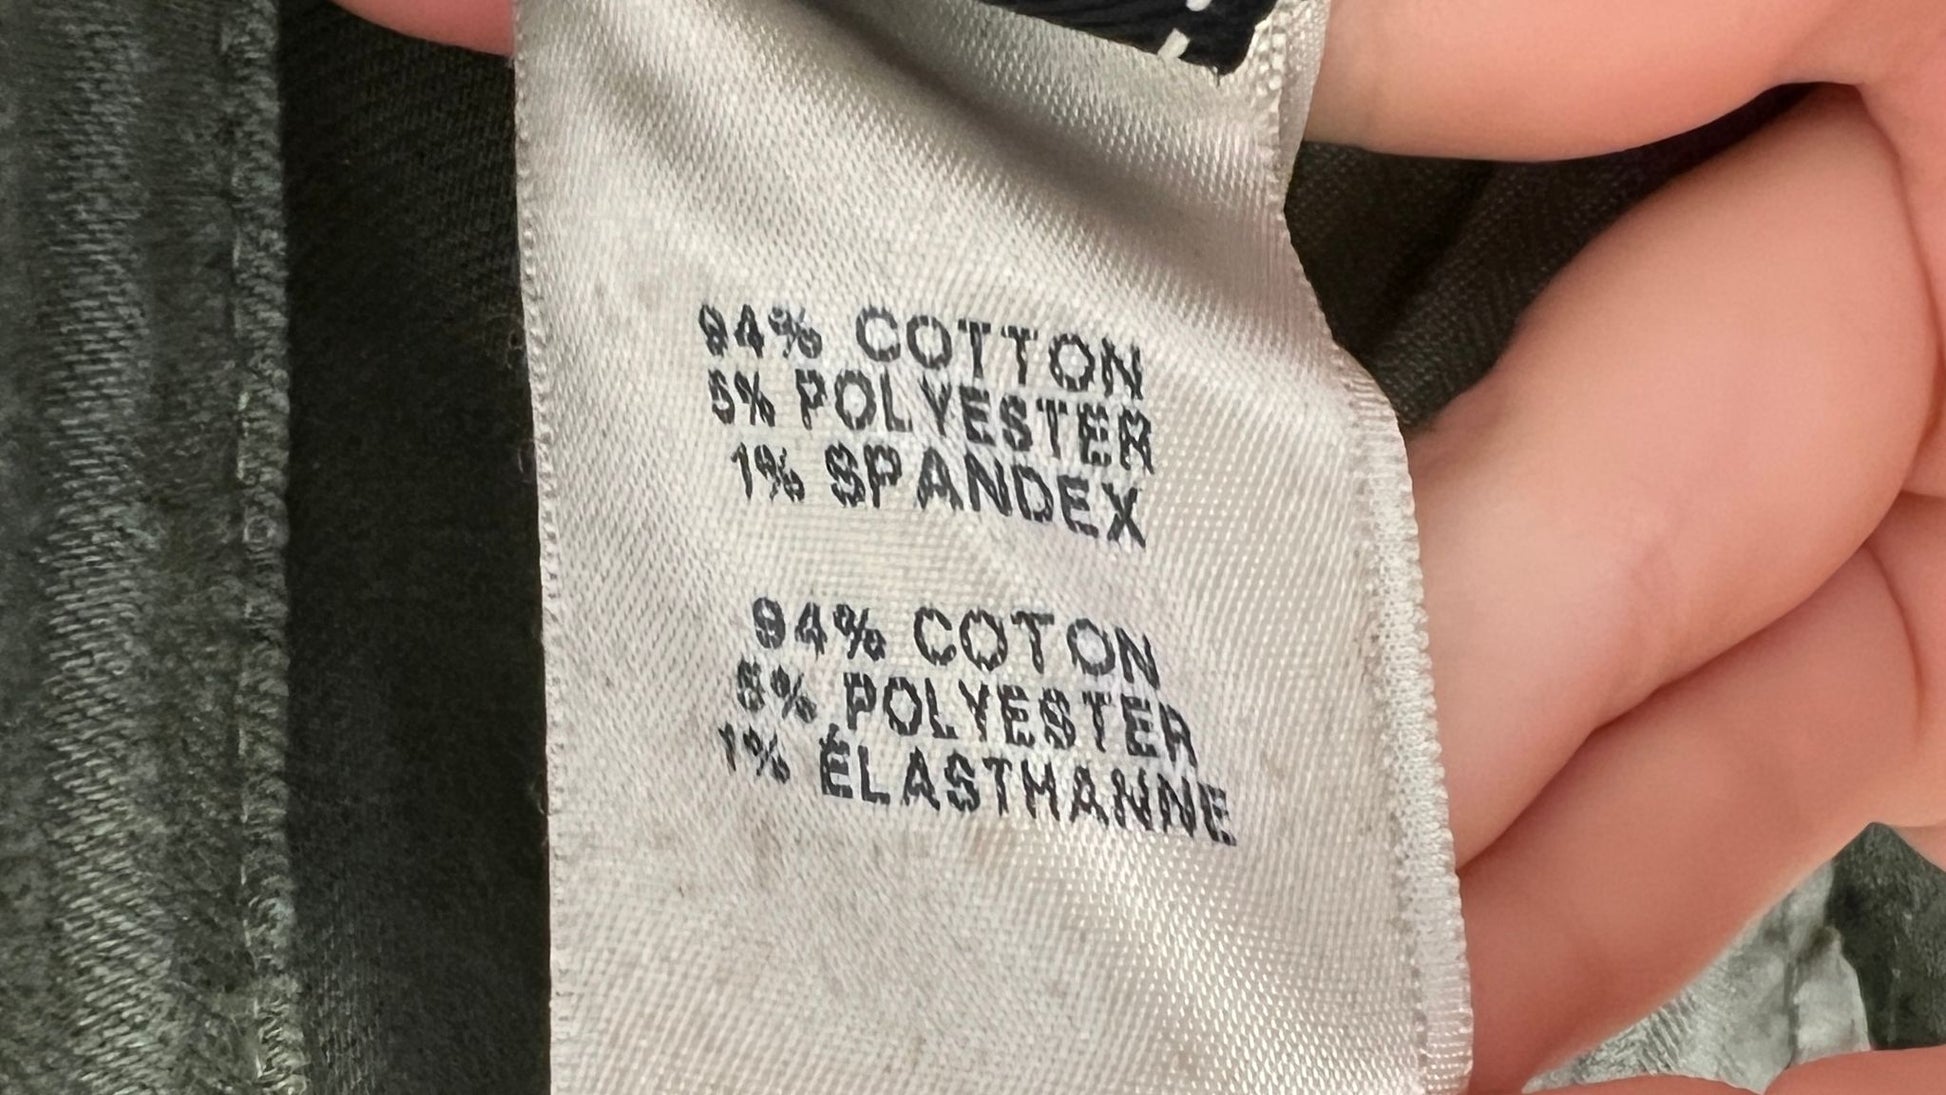 94% COTTON
5% POLYESTER
1% SPANDEX
94% COTON
5% POLYESTER
1% ÉLASTHANNE